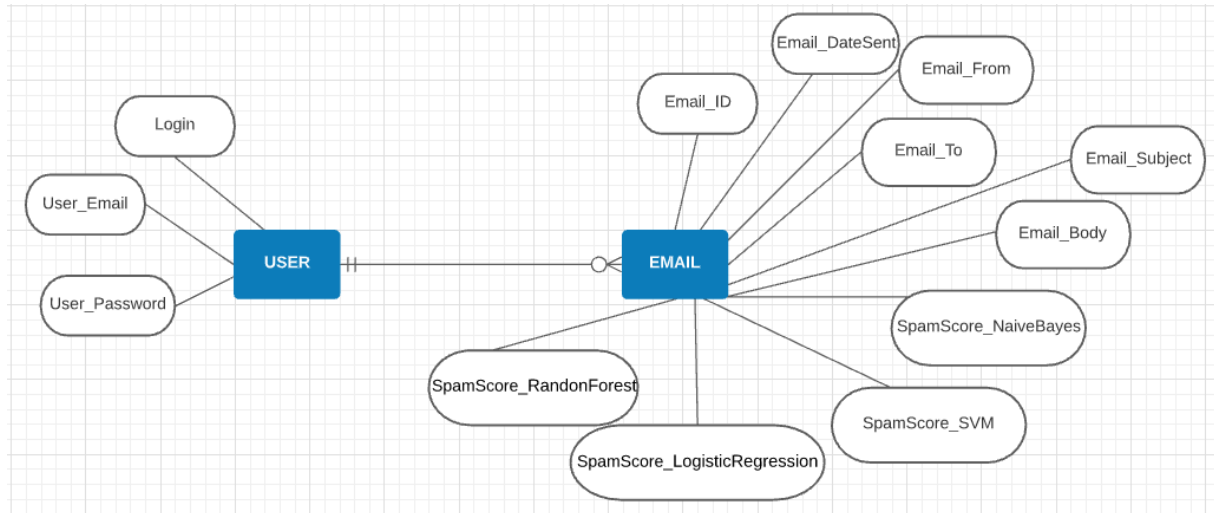 Email_DateSent
Email_From
Email_ID
Login
Email_To
Email_Subject
User_Email
Email_Body
USER
EMAIL
User_Password
SpamScore_NaiveBayes
SpamScore_RandonForest
SpamScore_SVM
SpamScore_LogisticRegression